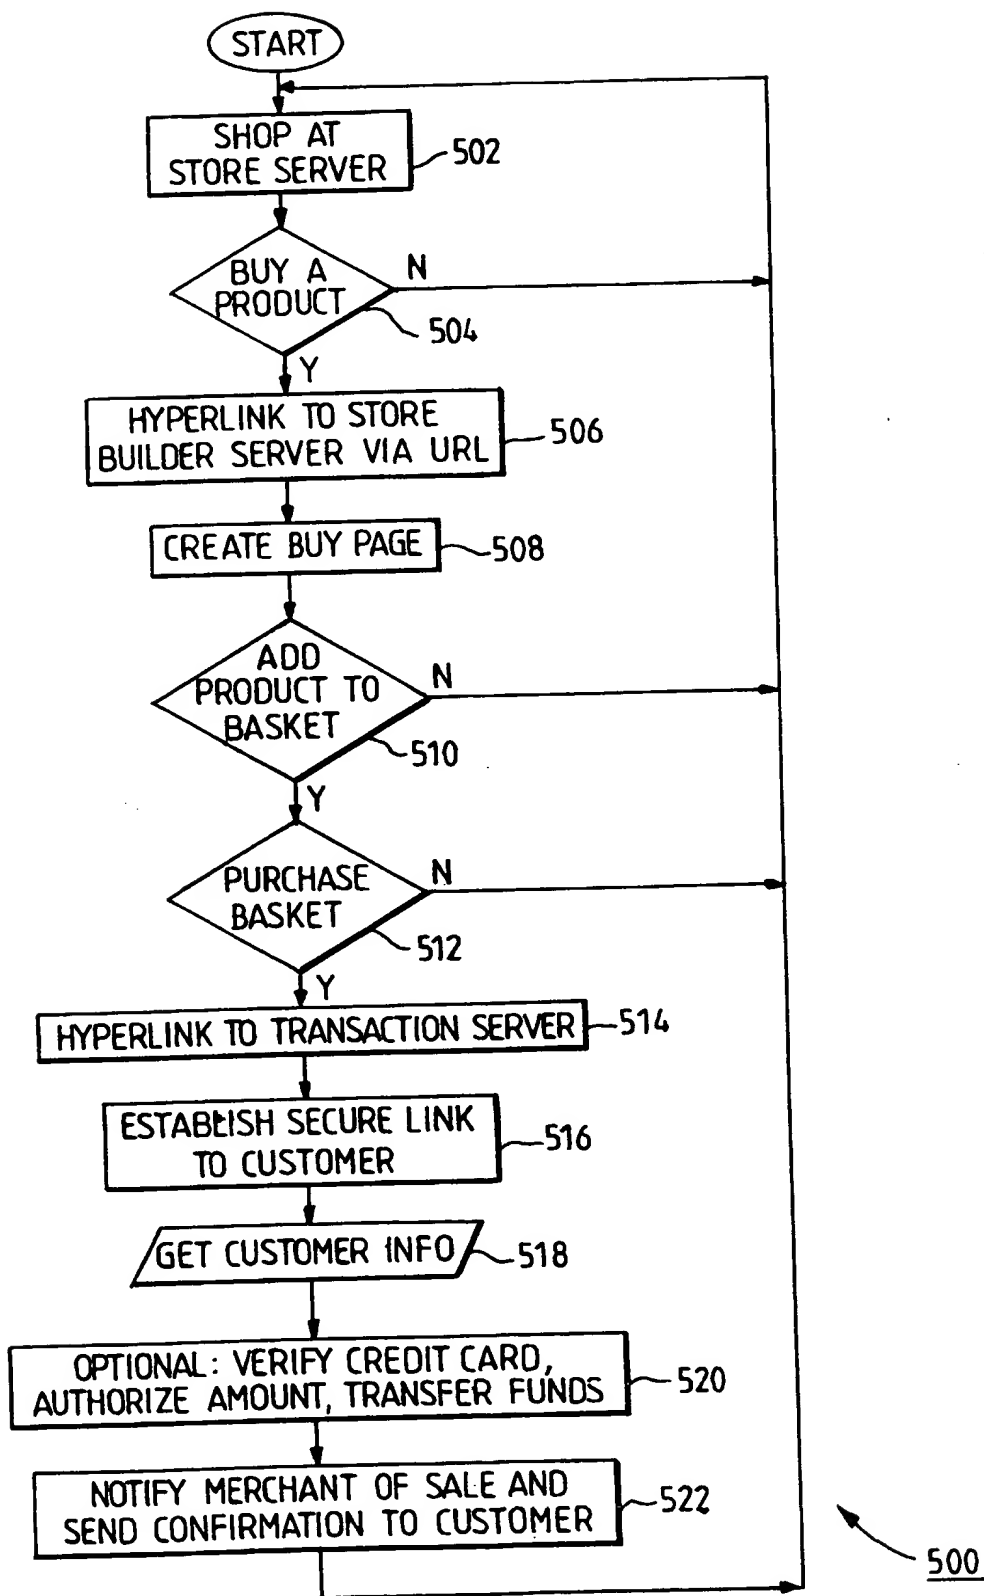 START
SHOP AT
STORE SERVER
502
BUY A
PRODUCT
N
504
Y
HYPERLINK TO STORE
BUILDER SERVER VIA URL
506
CREATE BUY PAGE
508
ADD
PRODUCT TO
BASKET
N
510
Y
PURCHASE
BASKET
N
512
Y
HYPERLINK TO TRANSACTION SERVER
514
ESTABLISH SECURE LINK
TO CUSTOMER
516
GET CUSTOMER INFO
518
OPTIONAL: VERIFY CREDIT CARD,
AUTHORIZE AMOUNT, TRANSFER FUNDS
520
NOTIFY MERCHANT OF SALE AND
SEND CONFIRMATION TO CUSTOMER
522
500